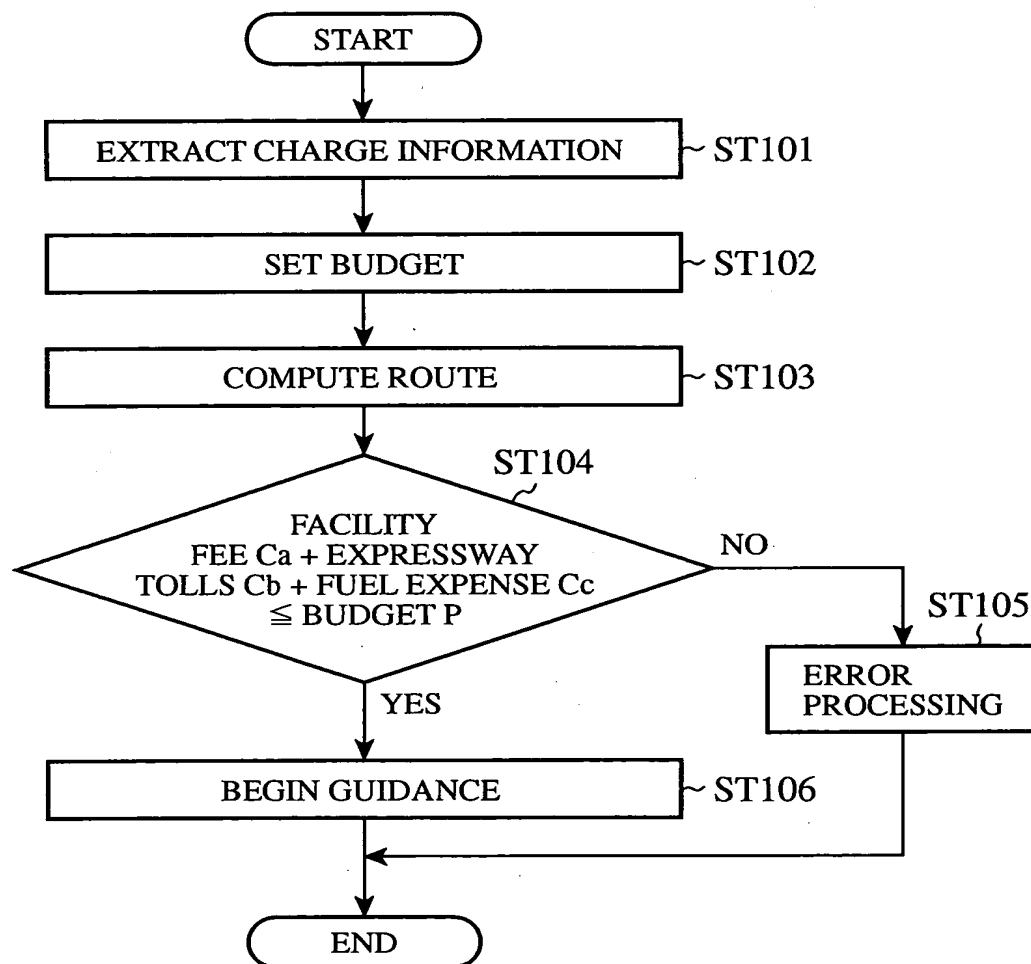 START
EXTRACT CHARGE INFORMATION
ST101
SET BUDGET
ST102
COMPUTE ROUTE
ST103
ST104
FACILITY
FEE Ca + EXPRESSWAY
TOLLS Cb + FUEL EXPENSE Cc
≦ BUDGET P
NO
ST105
ERROR
PROCESSING
YES
BEGIN GUIDANCE
ST106
END